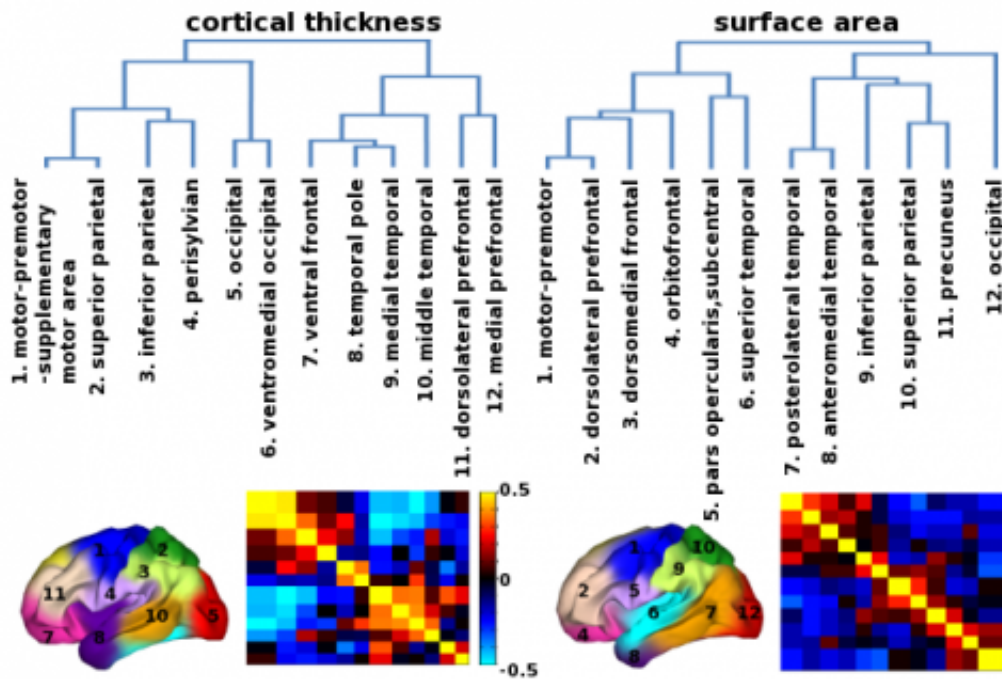 cortical thickness
surface area
1. motor-premotor
-supplementary
motor area
2. superior parietal
3. inferior parietal
4. perisylvian
5. occipital
6. ventromedial occipital
7. ventral frontal
8. temporal pole
9. medial temporal
10. middle temporal
11. dorsolateral prefrontal
12. medial prefrontal
1. motor-premotor
2. dorsolateral prefrontal
3. dorsomedial frontal
4. orbitofrontal
5. pars opercularis,subcentral
6. superior temporal
7. posterolateral temporal
8. anteromedial temporal
9. inferior parietal
10. superior parietal
11. precuneus
12. occipital
0.5
0
-0.5
1
2
3
11
4
10
5
7
8
1
10
9
2
5
6
7
12
4
8